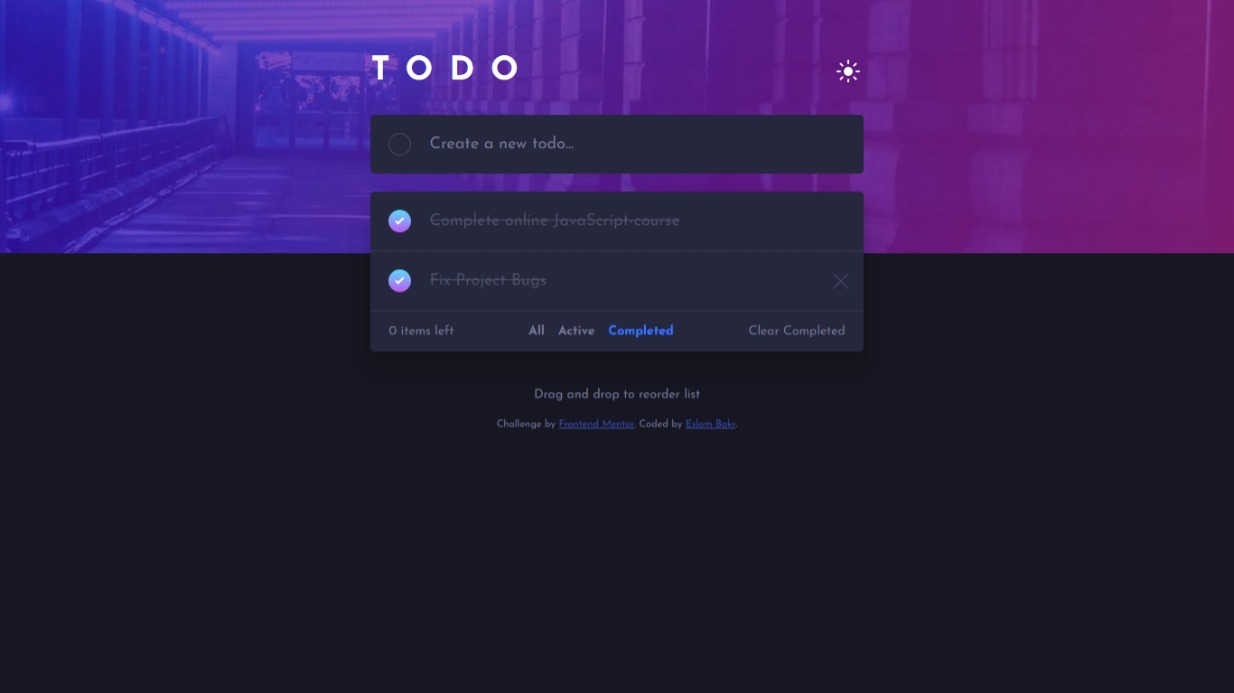 TODO
Create a new todo...
Complete online JavaScript-course
Fix Project Bugs
0 items left All Active Completed Clear Completed
Drag and drop to reorder list
Challenge by Frontend Mentor. Coded by Eslam Bakr.